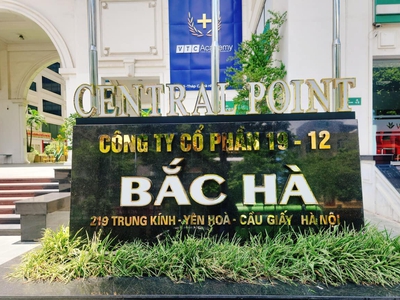 VTC Academy
CENTRAL POINT
CÔNG TY CỔ PHẦN 19 - 12
BẮC HÀ
219 TRUNG KÍNH - YÊN HOÀ - CẦU GIẤY HÀ NỘI